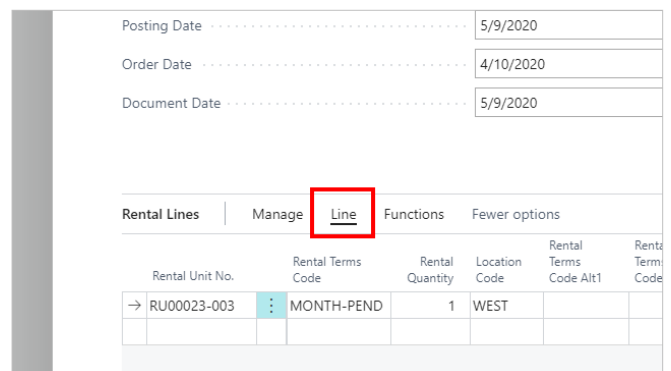 Posting Date 5/9/2020
Order Date 4/10/2020
Document Date 5/9/2020
Rental Lines Manage Line Functions Fewer options
Rental Unit No. Rental Terms Code Rental Quantity Location Code Rental Terms Code Alt1 Code
RU00023-003 MONTH-PEND 1 WEST